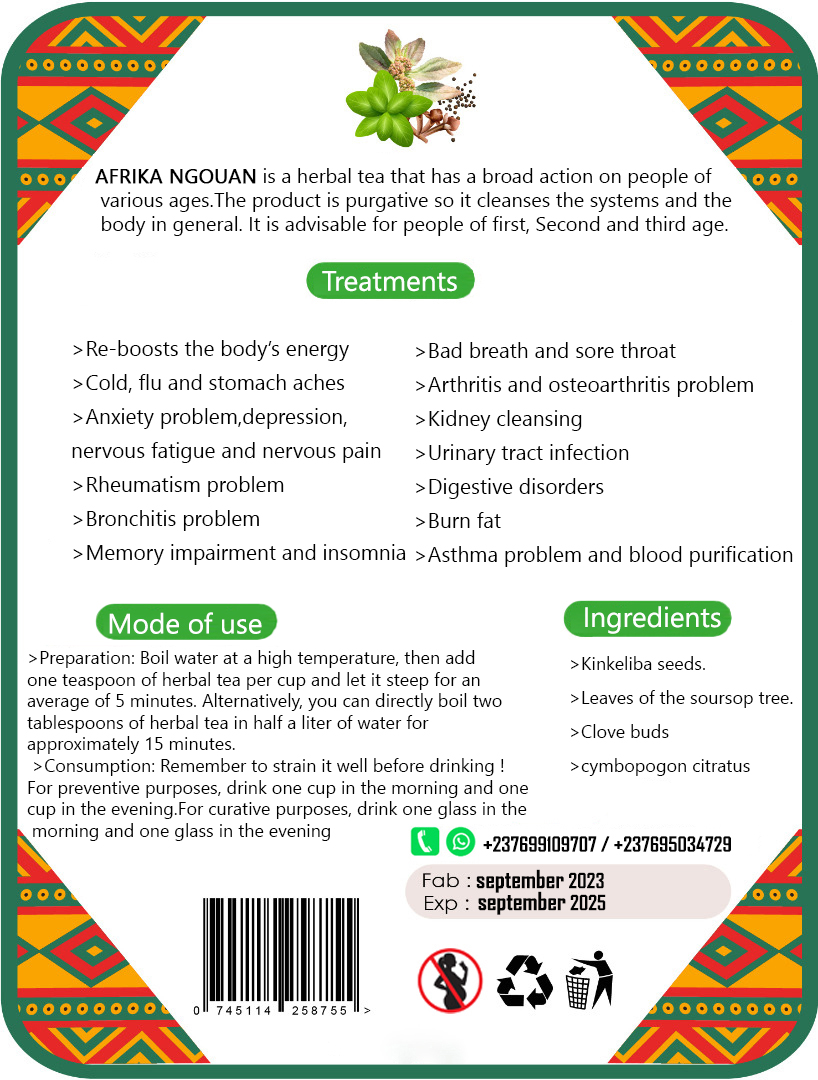 AFRIKA NGOUAN is a herbal tea that has a broad action on people of
various ages.The product is purgative so it cleanses the systems and the
body in general. It is advisable for people of first, Second and third age.
Treatments
>Re-boosts the body's energy
>Cold, flu and stomach aches
>Anxiety problem,depression,
nervous fatigue and nervous pain
>Rheumatism problem
>Bronchitis problem
>Memory impairment and insomnia
>Bad breath and sore throat
>Arthritis and osteoarthritis problem
>Kidney cleansing
>Urinary tract infection
>Digestive disorders
>Burn fat
>Asthma problem and blood purification
Mode of use
>Preparation: Boil water at a high temperature, then add
one teaspoon of herbal tea per cup and let it steep for an
average of 5 minutes. Alternatively, you can directly boil two
tablespoons of herbal tea in half a liter of water for
approximately 15 minutes.
>Consumption: Remember to strain it well before drinking !
For preventive purposes, drink one cup in the morning and one
cup in the evening.For curative purposes, drink one glass in the
morning and one glass in the evening
Ingredients
>Kinkeliba seeds.
>Leaves of the soursop tree.
>Clove buds
>cymbopogon citratus
+237699109707 / +237695034729
Fab : september 2023
Exp : september 2025
0 745114 258755 >